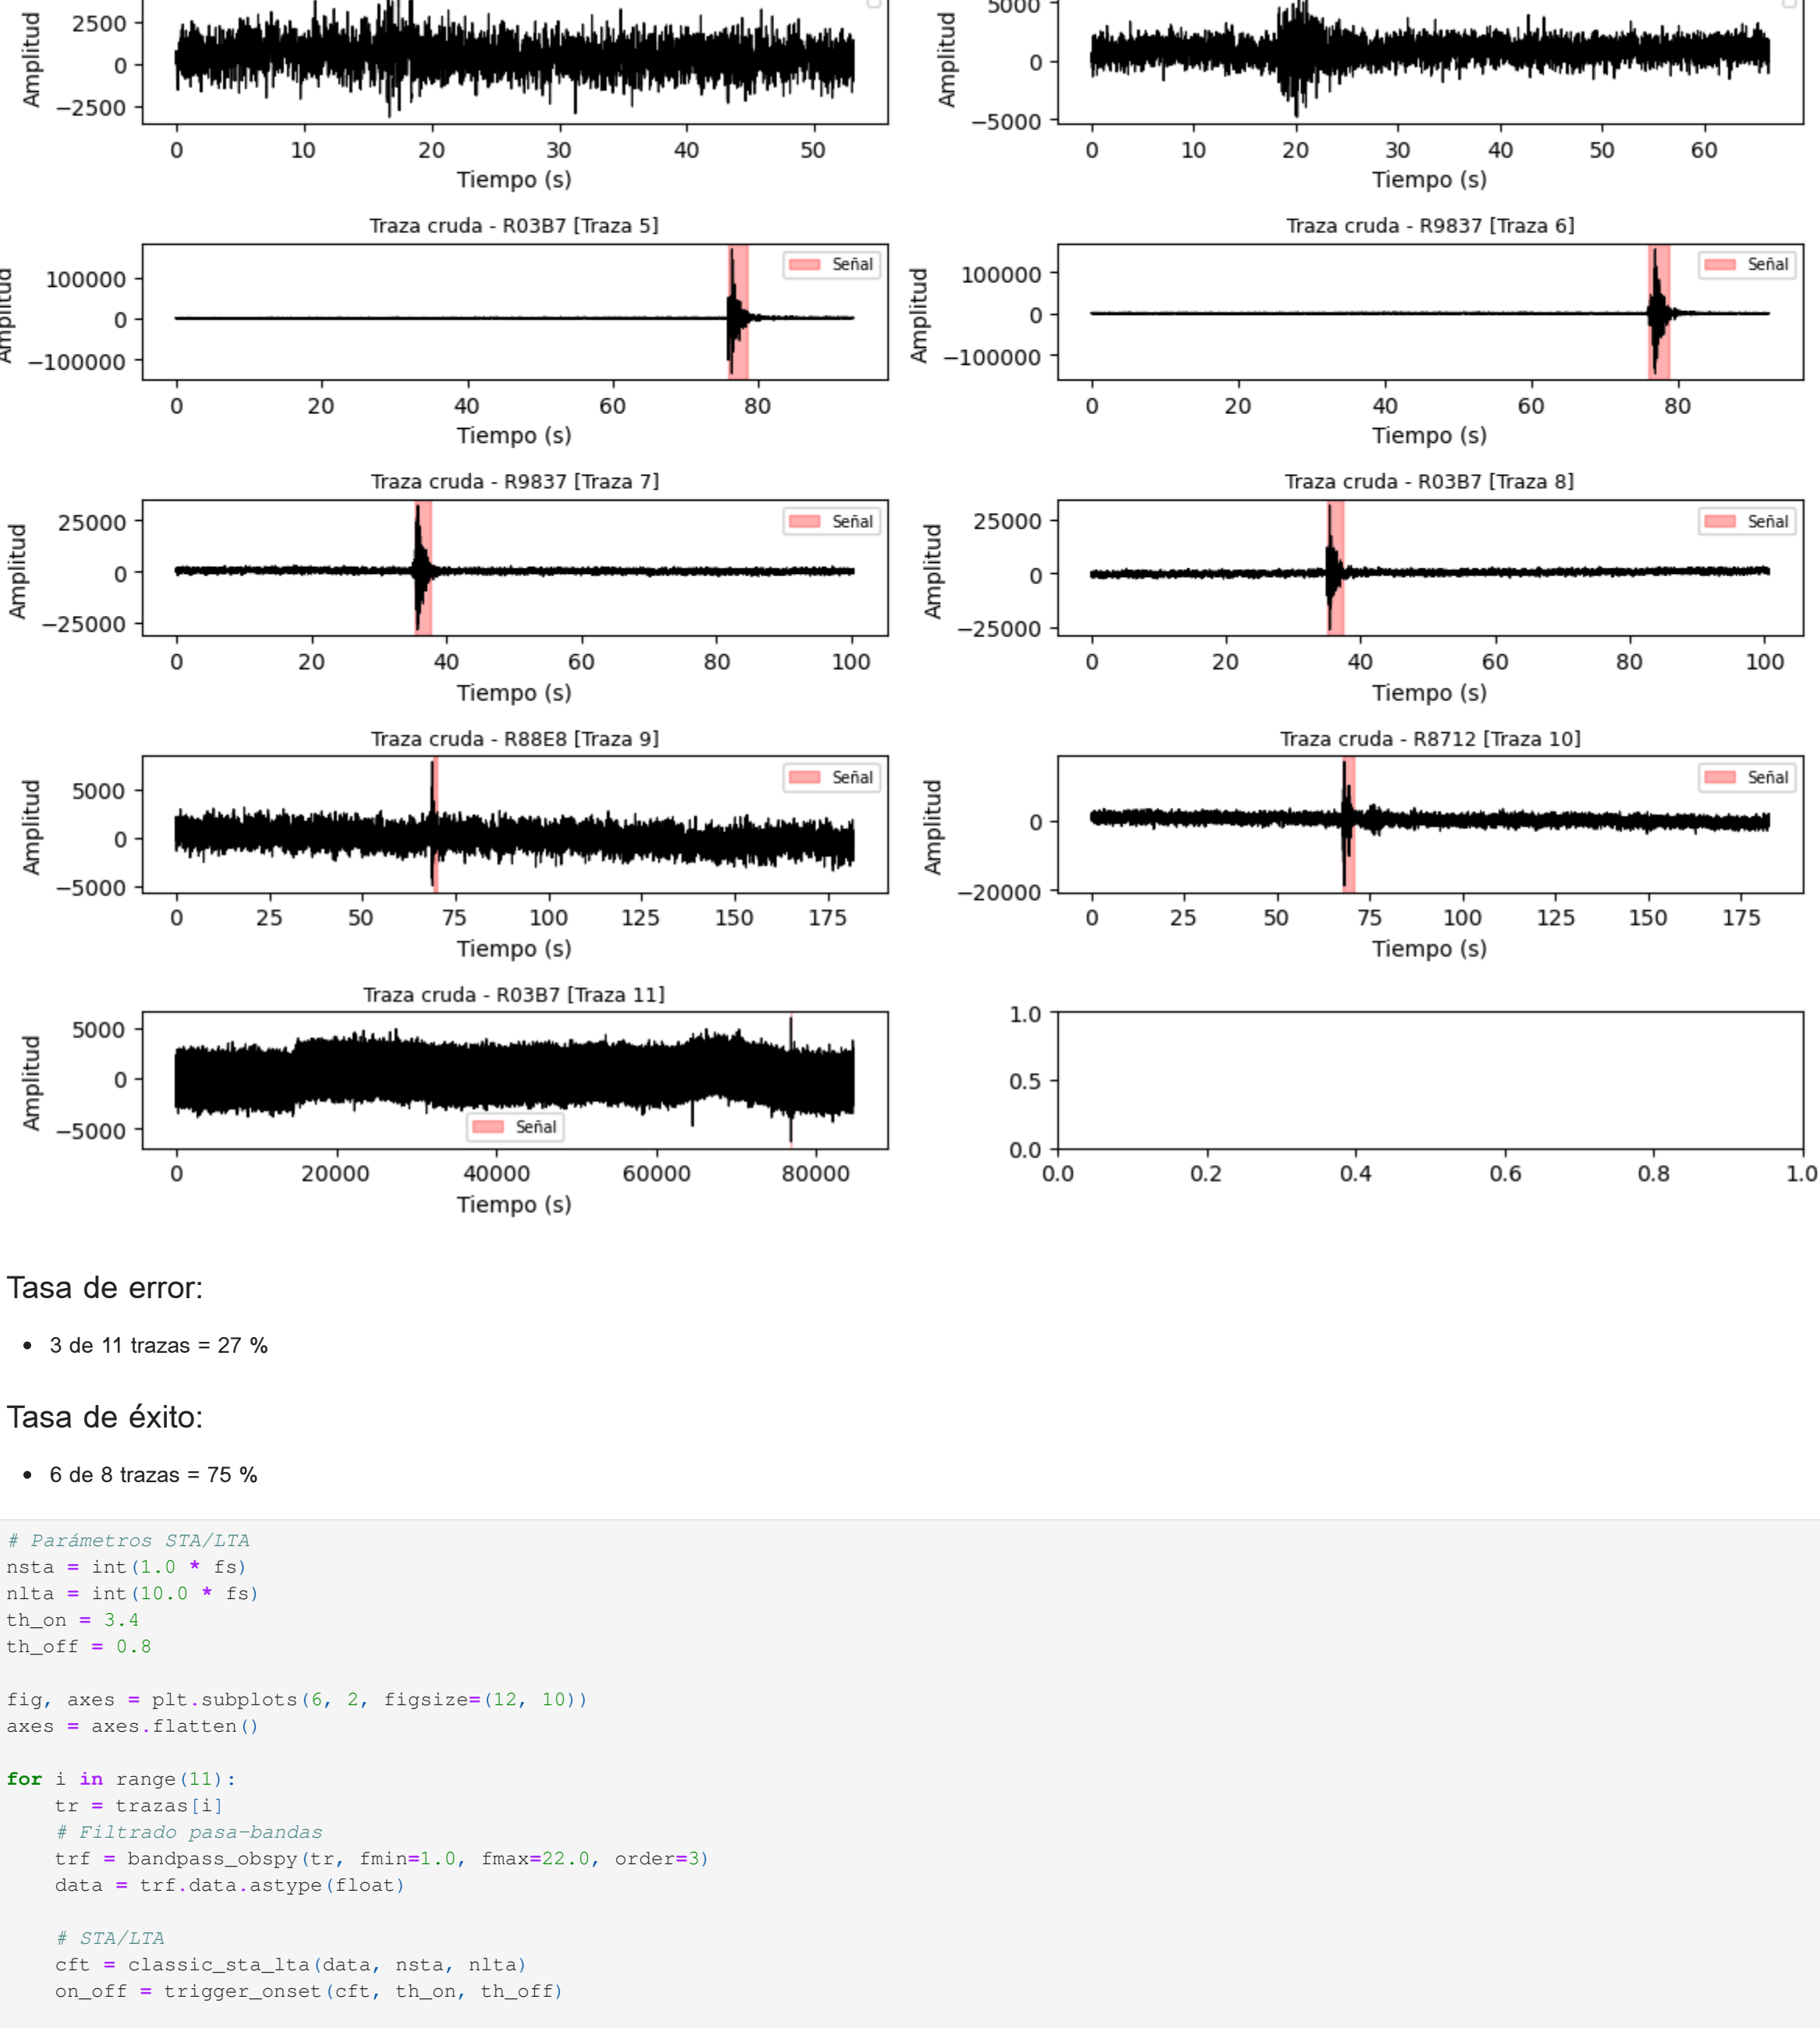 5000
2500
0
−2500
Amplitud
0 10 20 30 40 50
Tiempo (s)
0
−5000
Amplitud
0 10 20 30 40 50 60
Tiempo (s)
Traza cruda - R03B7 [Traza 5]
Señal
100000
0
−100000
Amplitud
0 20 40 60 80
Tiempo (s)
Traza cruda - R9837 [Traza 6]
Señal
100000
0
−100000
Amplitud
0 20 40 60 80
Tiempo (s)
Traza cruda - R9837 [Traza 7]
Señal
25000
0
−25000
Amplitud
0 20 40 60 80 100
Tiempo (s)
Traza cruda - R03B7 [Traza 8]
Señal
25000
0
−25000
Amplitud
0 20 40 60 80 100
Tiempo (s)
Traza cruda - R88E8 [Traza 9]
Señal
5000
0
−5000
Amplitud
0 25 50 75 100 125 150 175
Tiempo (s)
Traza cruda - R8712 [Traza 10]
Señal
0
−20000
Amplitud
0 25 50 75 100 125 150 175
Tiempo (s)
Traza cruda - R03B7 [Traza 11]
5000
0
−5000
Amplitud
Señal
0 20000 40000 60000 80000
Tiempo (s)
1.0
0.5
0.0
0.0 0.2 0.4 0.6 0.8 1.0
Tasa de error:
• 3 de 11 trazas = 27 %
Tasa de éxito:
• 6 de 8 trazas = 75 %
# Parámetros STA/LTA
nsta = int(1.0 * fs)
nlta = int(10.0 * fs)
th_on = 3.4
th_off = 0.8
fig, axes = plt.subplots(6, 2, figsize=(12, 10))
axes = axes.flatten()
for i in range(11):
    tr = trazas[i]
    # Filtrado pasa-bandas
    trf = bandpass_obspy(tr, fmin=1.0, fmax=22.0, order=3)
    data = trf.data.astype(float)
    # STA/LTA
    cft = classic_sta_lta(data, nsta, nlta)
    on_off = trigger_onset(cft, th_on, th_off)